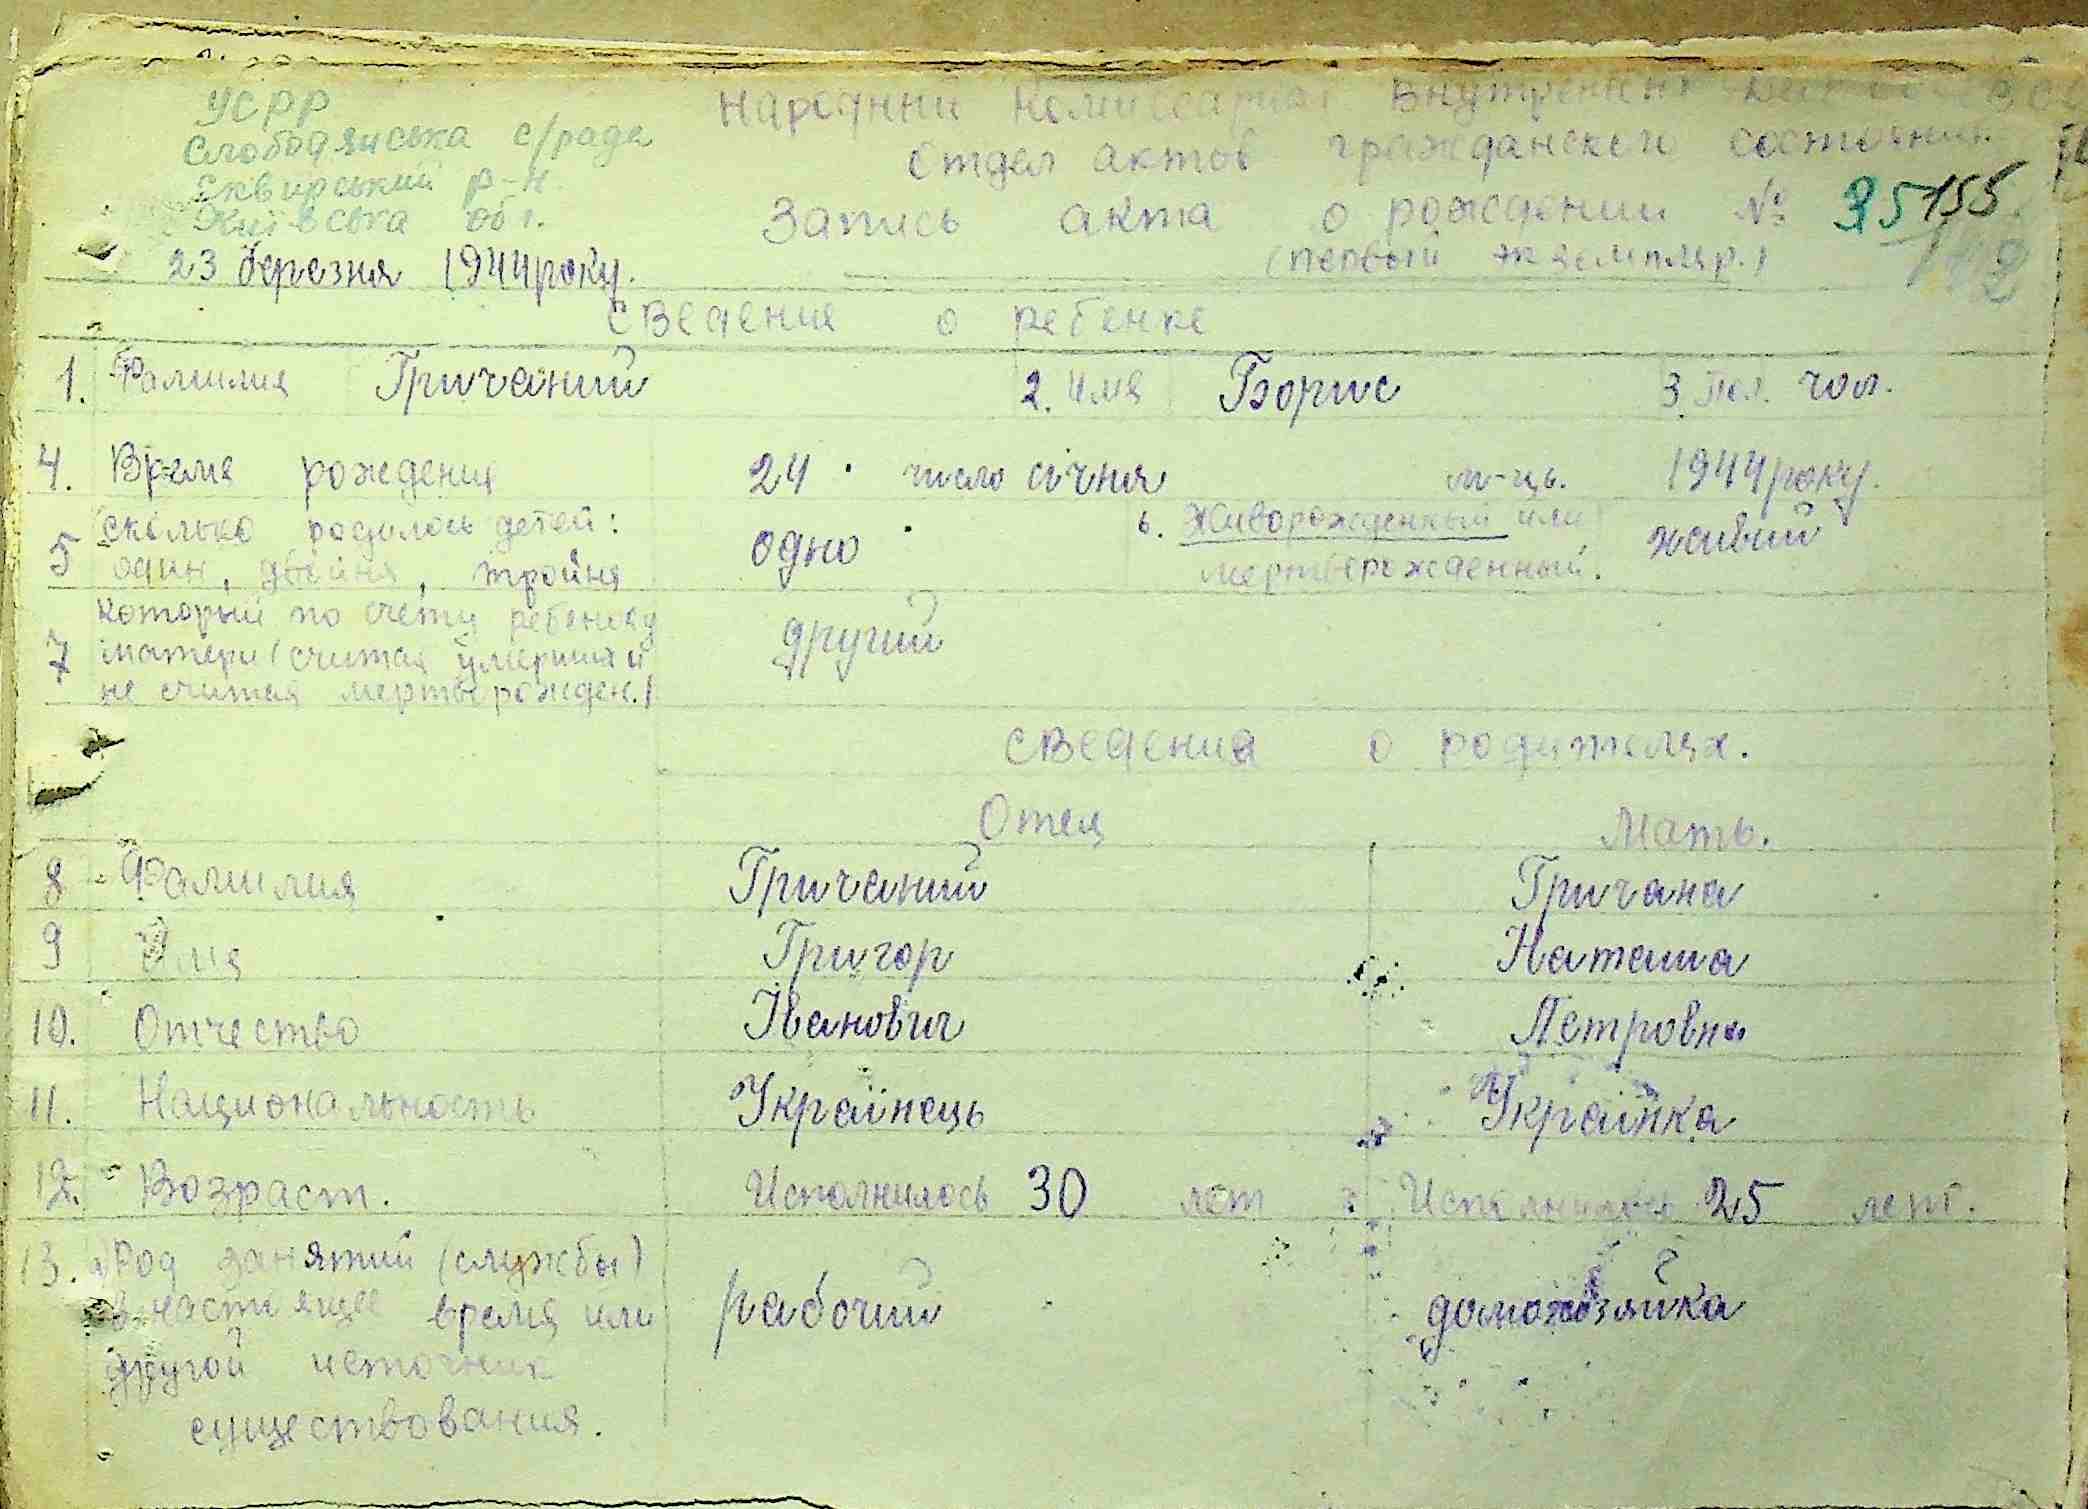 УСРР
Слободянська с/рада
Сквирський р-н.
Київська обл.
23 березня 1944 року.
Народний Комиссариат Внутренних
Отдел актов гражданского состояния
Запись акта о рождении №
(первый экземпляр.)
Сведения о ребенке
1. Фамилия Гричаний 2. Имя Борис 3. Пол. чол.
4. Время рождения 24 число січня м-ць. 1944 року.
5 Сколько родилось детей: один, двойня, тройня одно 6. Живорожденный или мертворожденный. живий
7 который по счету ребенок у
матери (считая умерших и
не считая мертворожден.) другий
Сведения о родителях.
Отец Мать.
8 Фамилия Гричаний Гричана
9 Имя Григор Наташа
10. Отчество Іванович Петровна
11. Национальность Українець Українка
12. Возраст. Исполнилось 30 лет Исполнилось 25 лет.
13. а) Род занятий (службы)
в настоящее время или рабочий домохозяйка
другой источник
существования.